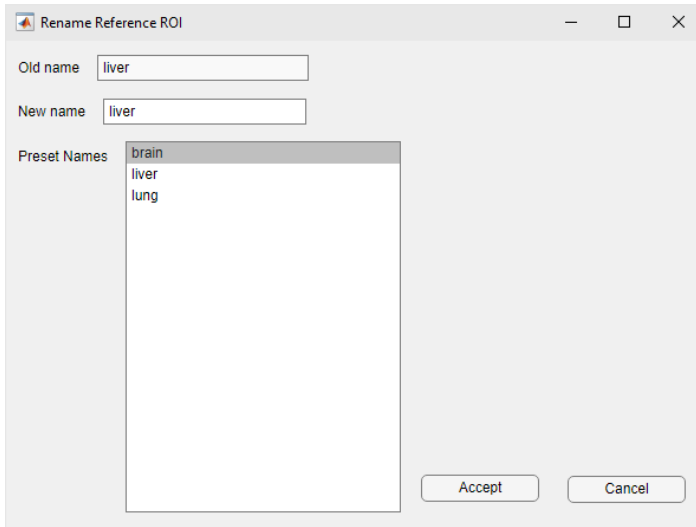 Rename Reference ROI
Old name liver
New name liver
Preset Names brain
liver
lung
Accept Cancel